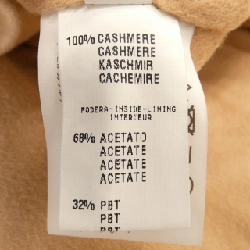 100% CASHMERE
CASHMERE
KASCHMIR
CACHEMIRE
FODERA-INSIDE-LINING
INTERIEUR
68% ACETATO
ACETATE
ACETATE
ACETATE
32% PBT
PBT
PBT